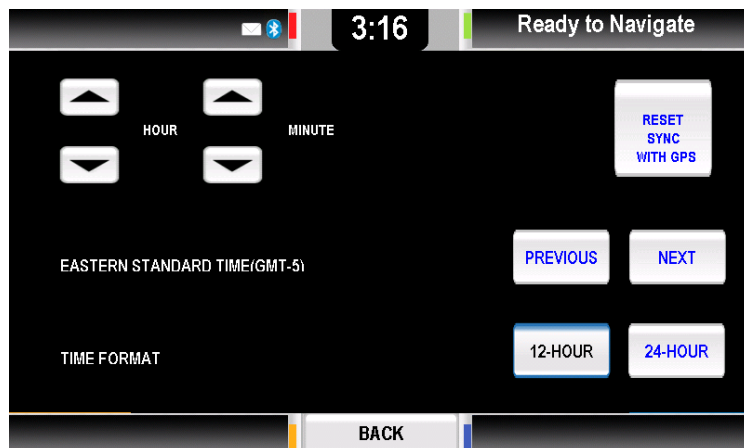 3:16
Ready to Navigate
HOUR
MINUTE
RESET
SYNC
WITH GPS
EASTERN STANDARD TIME(GMT-5)
PREVIOUS
NEXT
TIME FORMAT
12-HOUR
24-HOUR
BACK